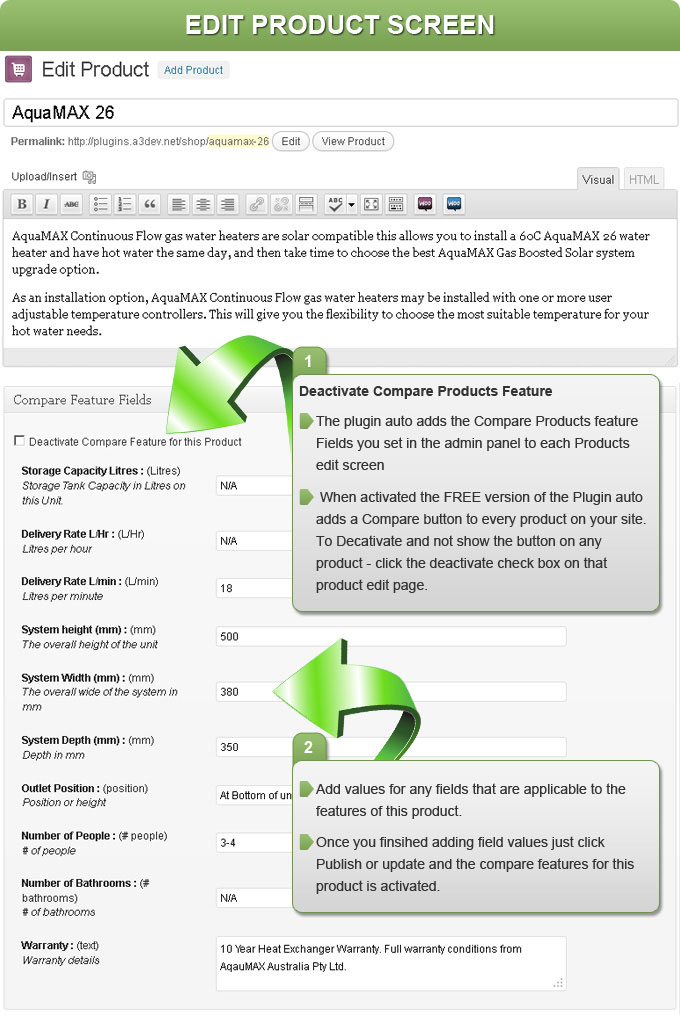 EDIT PRODUCT SCREEN
Edit Product Add Product
AquaMAX 26
Permalink: http://plugins.a3dev.net/shop/aquamax-26 Edit View Product
Upload/Insert
Visual HTML
B I ABC ABC
AquaMAX Continuous Flow gas water heaters are solar compatible this allows you to install a 60C AquaMAX 26 water
heater and have hot water the same day, and then take time to choose the best AquaMAX Gas Boosted Solar system
upgrade option.
As an installation option, AquaMAX Continuous Flow gas water heaters may be installed with one or more user
adjustable temperature controllers. This will give you the flexibility to choose the most suitable temperature for your
hot water needs.
1
Deactivate Compare Products Feature
The plugin auto adds the Compare Products feature
Fields you set in the admin panel to each Products
edit screen
When activated the FREE version of the Plugin auto
adds a Compare button to every product on your site.
To Decativate and not show the button on any
product - click the deactivate check box on that
product edit page.
Compare Feature Fields
Deactivate Compare Feature for this Product
Storage Capacity Litres : (Litres)
Storage Tank Capacity in Litres on
this Unit.
N/A
Delivery Rate L/Hr : (L/Hr)
Litres per hour
N/A
Delivery Rate L/min : (L/min)
Litres per minute
18
System height (mm) : (mm)
The overall height of the unit
500
System Width (mm) : (mm)
The overall wide of the system in
mm
380
System Depth (mm) : (mm)
Depth in mm
350
2
Add values for any fields that are applicable to the
features of this product.
Once you finsihed adding field values just click
Publish or update and the compare features for this
product is activated.
Outlet Position : (position)
Position or height
At Bottom of un
Number of People : (# people)
# of people
3-4
Number of Bathrooms : (#
bathrooms)
# of bathrooms
N/A
Warranty : (text)
Warranty details
10 Year Heat Exchanger Warranty. Full warranty conditions from
AqauMAX Australia Pty Ltd.